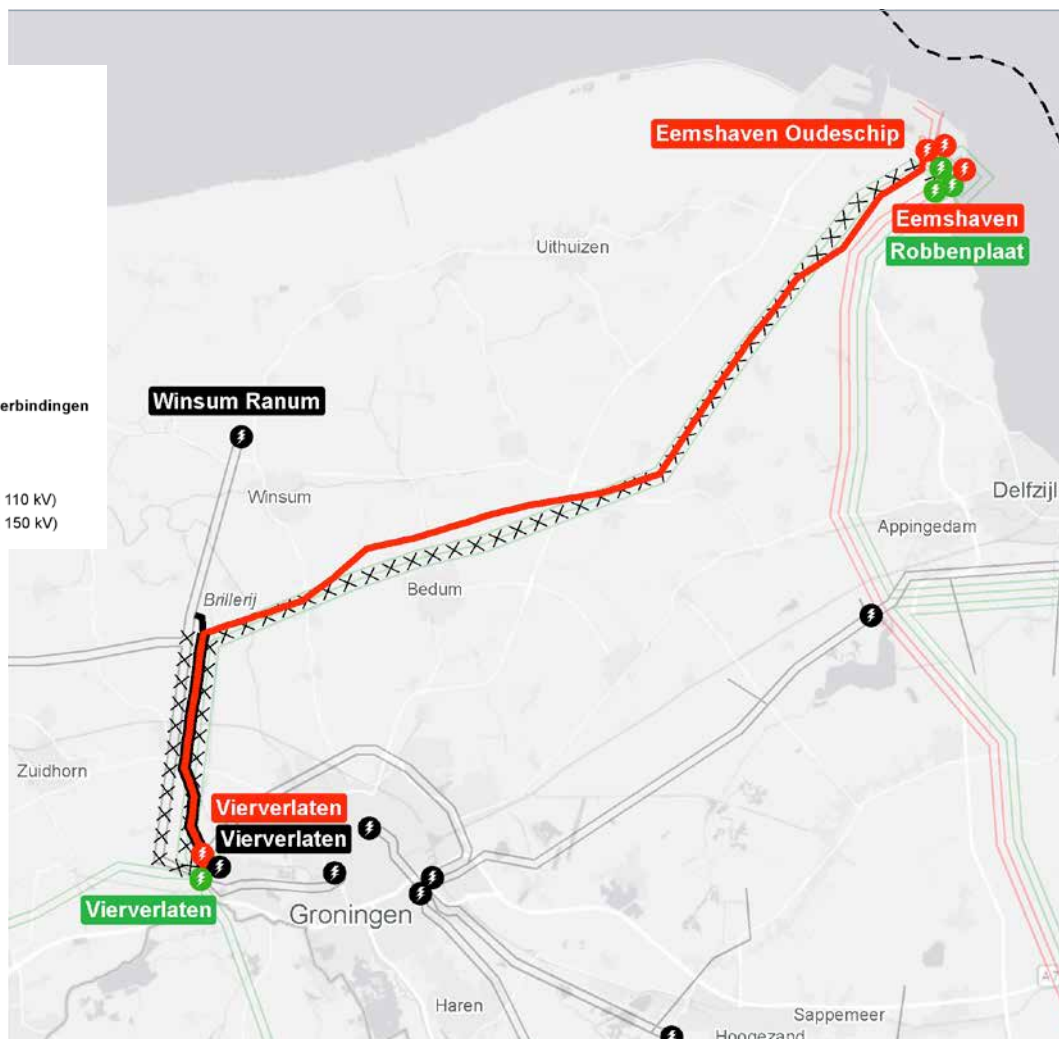 Eemshaven Oudeschip
Eemshaven
Robbenplaat
Uithuizen
Winsum Ranum
erbindingen
110 kV)
150 kV)
Winsum
Delfzijl
Appingedam
Brillerij
Bedum
Zuidhorn
Vierverlaten
Vierverlaten
Vierverlaten
Groningen
A7
Haren
Sappemeer
Hoogezand